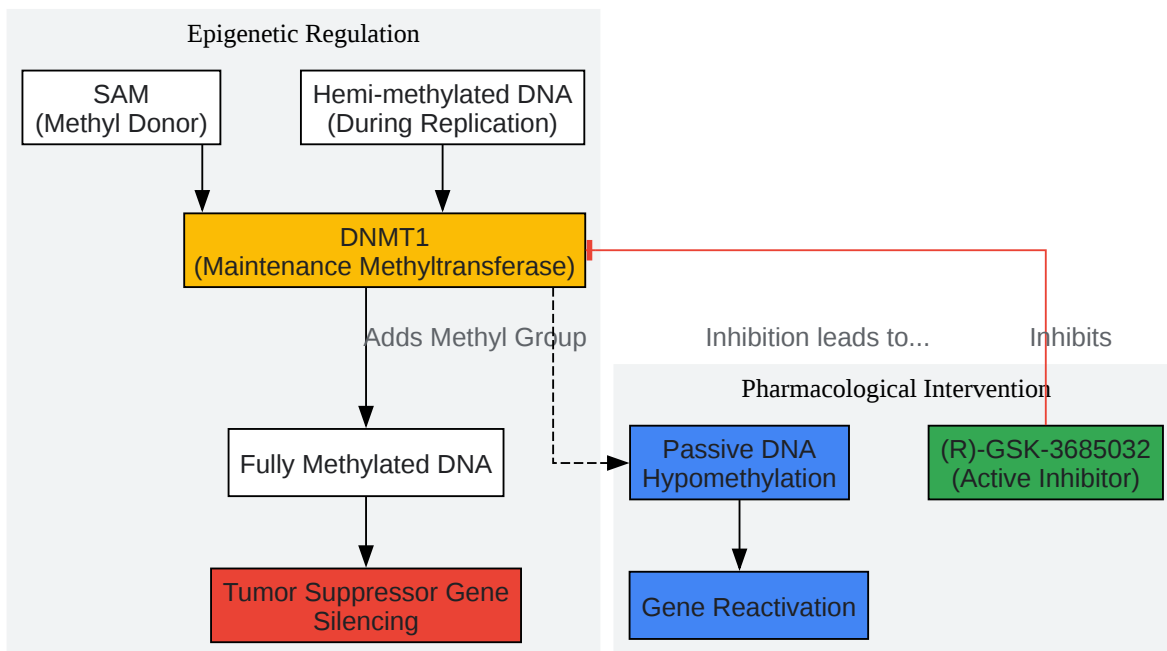 Epigenetic Regulation
SAM
(Methyl Donor)
Hemi-methylated DNA
(During Replication)
DNMT1
(Maintenance Methyltransferase)
Adds Methyl Group
Inhibition leads to...
Inhibits
Pharmacological Intervention
Fully Methylated DNA
Passive DNA
Hypomethylation
(R)-GSK-3685032
(Active Inhibitor)
Tumor Suppressor Gene
Silencing
Gene Reactivation